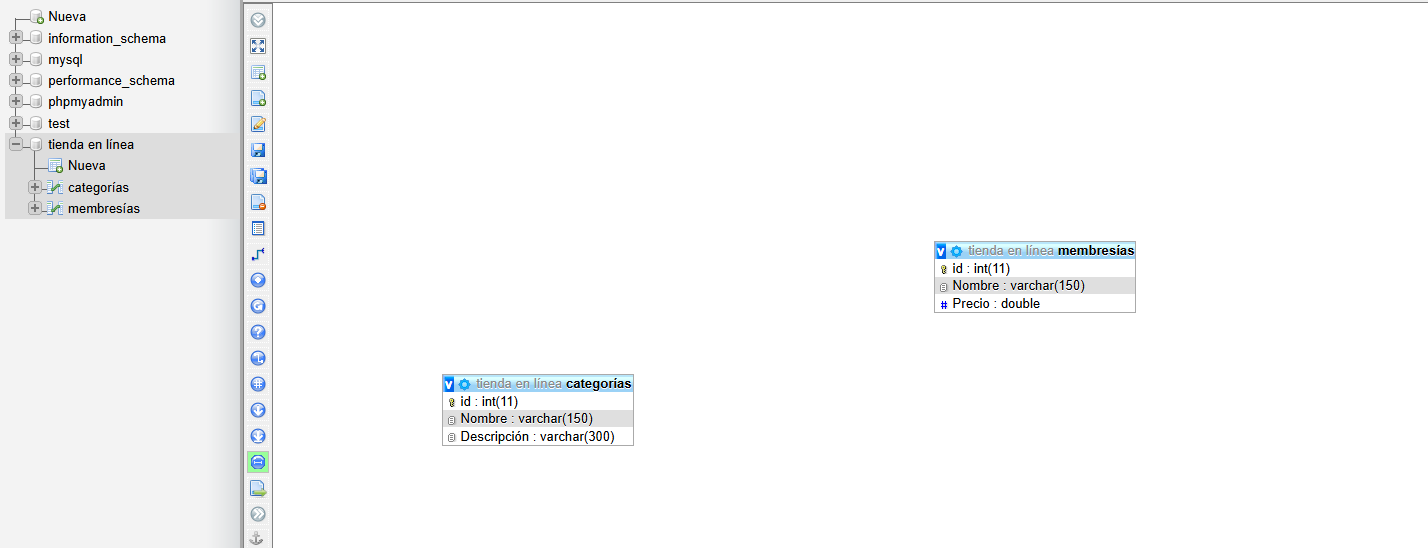 Nueva
information_schema
mysql
performance_schema
phpmyadmin
test
tienda en línea
Nueva
categorías
membresías
v tienda en línea membresías
id : int(11)
Nombre : varchar(150)
# Precio : double
v tienda en línea categorías
id : int(11)
Nombre : varchar(150)
Descripción : varchar(300)